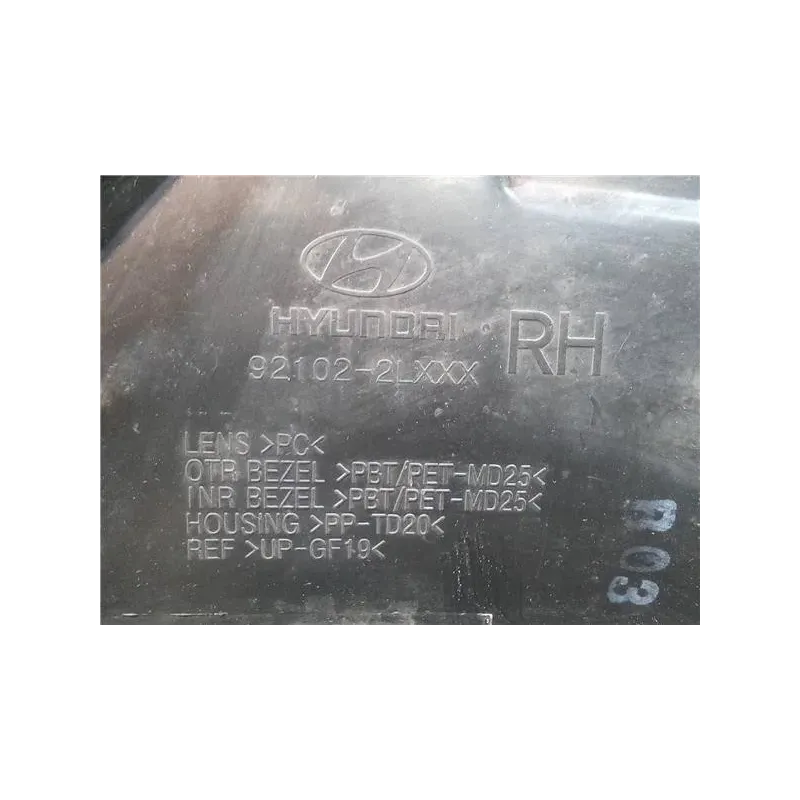 HYUNDAI
RH
92102-2LXXX
LENS >PC<
OTR BEZEL >PBT/PET-MD25<
INR BEZEL >PBT/PET-MD25<
HOUSING >PP-TD20<
REF >UP-GF19<